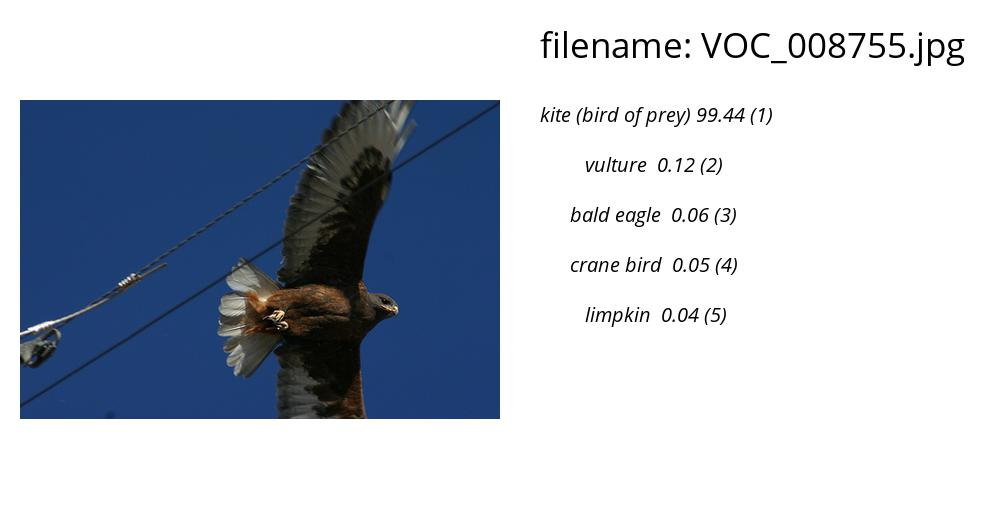 filename: VOC_008755.jpg
kite (bird of prey) 99.44 (1)
vulture 0.12 (2)
bald eagle 0.06 (3)
crane bird 0.05 (4)
limpkin 0.04 (5)